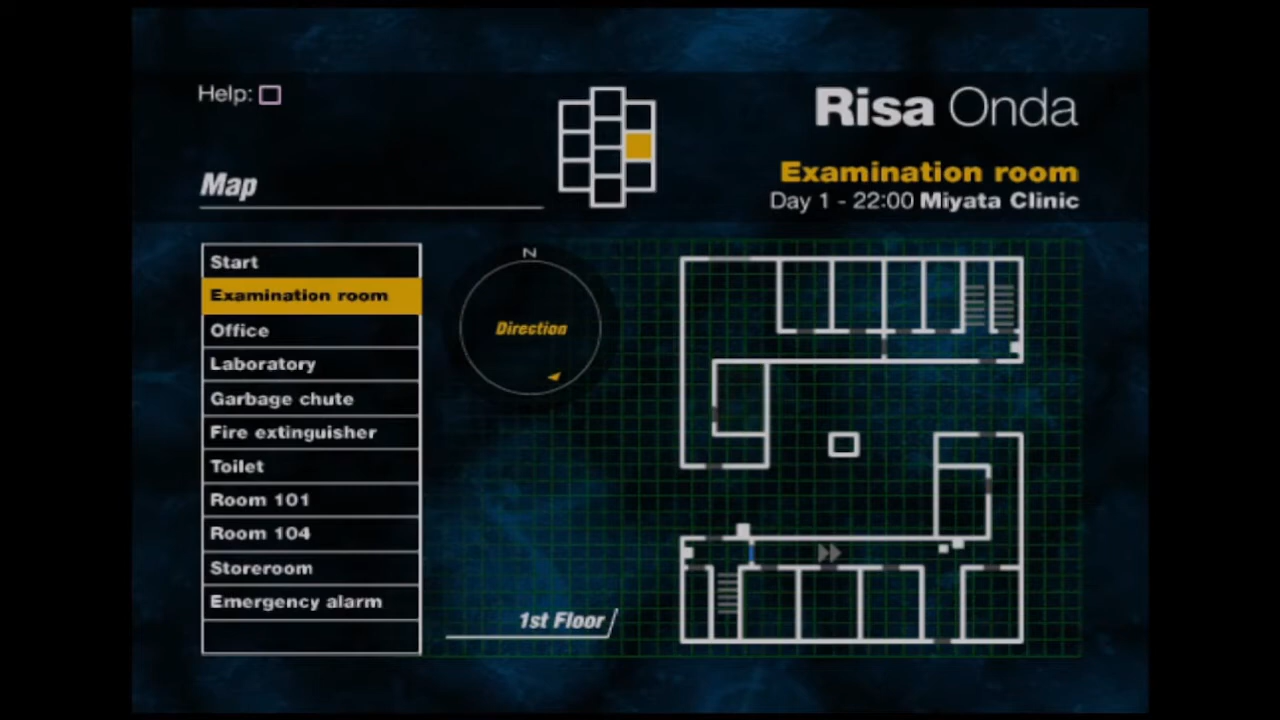 Help:
Risa Onda
Examination room
Day 1 - 22:00 Miyata Clinic
Map
Start
Examination room
Office
Laboratory
Garbage chute
Fire extinguisher
Toilet
Room 101
Room 104
Storeroom
Emergency alarm
N
Direction
1st Floor